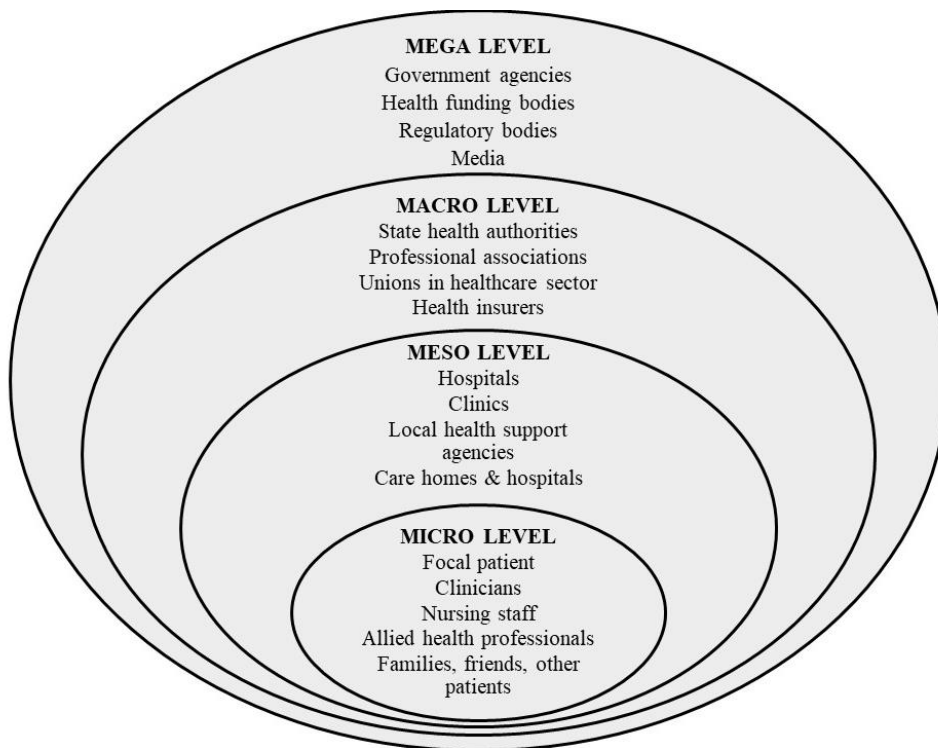 MEGA LEVEL
Government agencies
Health funding bodies
Regulatory bodies
Media
MACRO LEVEL
State health authorities
Professional associations
Unions in healthcare sector
Health insurers
MESO LEVEL
Hospitals
Clinics
Local health support
agencies
Care homes & hospitals
MICRO LEVEL
Focal patient
Clinicians
Nursing staff
Allied health professionals
Families, friends, other
patients